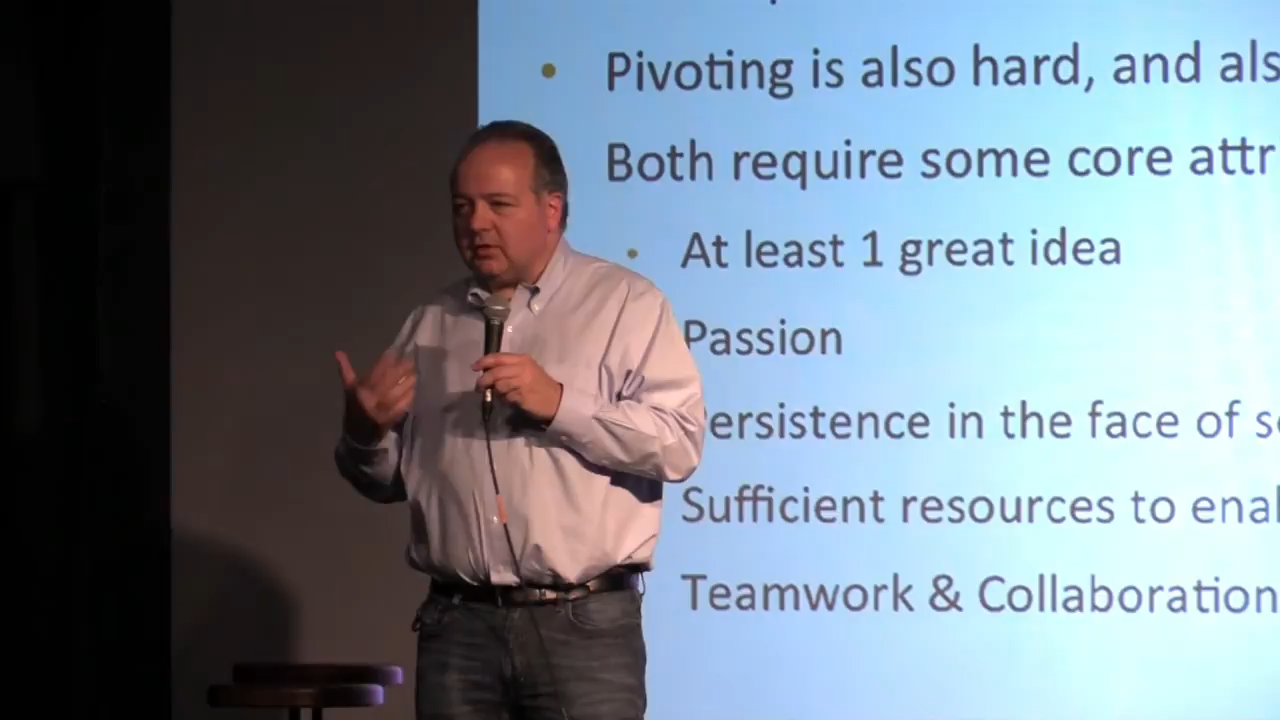 Pivoting is also hard, and als
Both require some core attr
At least 1 great idea
Passion
ersistence in the face of s
Sufficient resources to ena
Teamwork & Collaboration